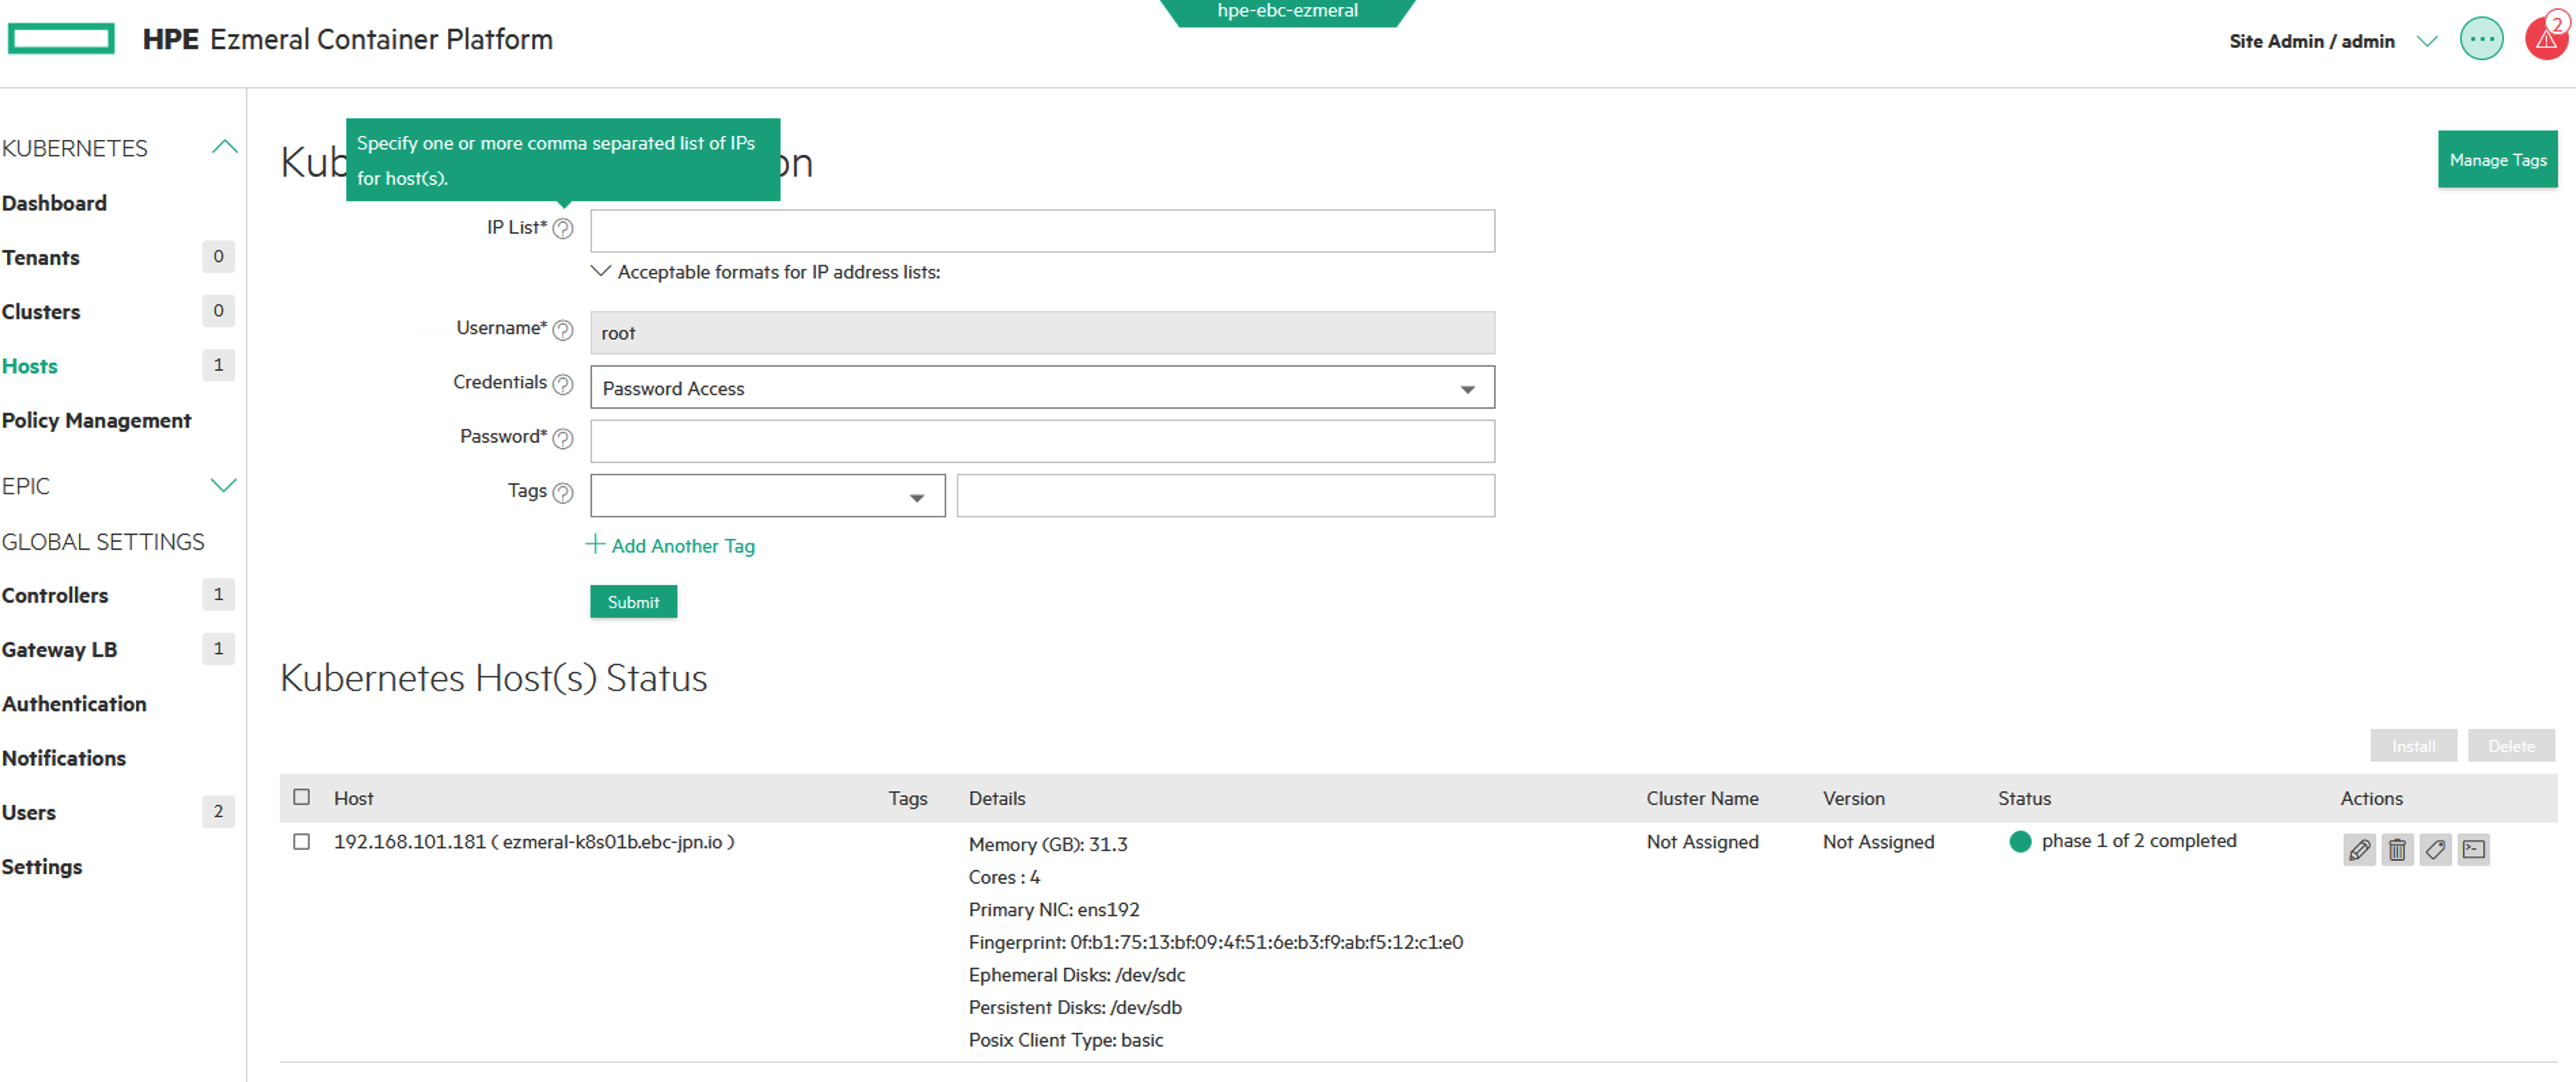 hpe-ebc-ezmeral
HPE Ezmeral Container Platform
Site Admin / admin
2
KUBERNETES
Dashboard
Tenants 0
Clusters 0
Hosts 1
Policy Management
EPIC
GLOBAL SETTINGS
Controllers 1
Gateway LB 1
Authentication
Notifications
Users 2
Settings
Specify one or more comma separated list of IPs
for host(s).
Kub
on
Manage Tags
IP List* ?
Acceptable formats for IP address lists:
Username* ? root
Credentials ? Password Access
Password* ?
Tags ?
+ Add Another Tag
Submit
Kubernetes Host(s) Status
Install Delete
Host Tags Details Cluster Name Version Status Actions
192.168.101.181 ( ezmeral-k8s01b.ebc-jpn.io ) Memory (GB): 31.3 Not Assigned Not Assigned phase 1 of 2 completed
Cores : 4
Primary NIC: ens192
Fingerprint: 0f:b1:75:13:bf:09:4f:51:6e:b3:f9:ab:f5:12:c1:e0
Ephemeral Disks: /dev/sdc
Persistent Disks: /dev/sdb
Posix Client Type: basic